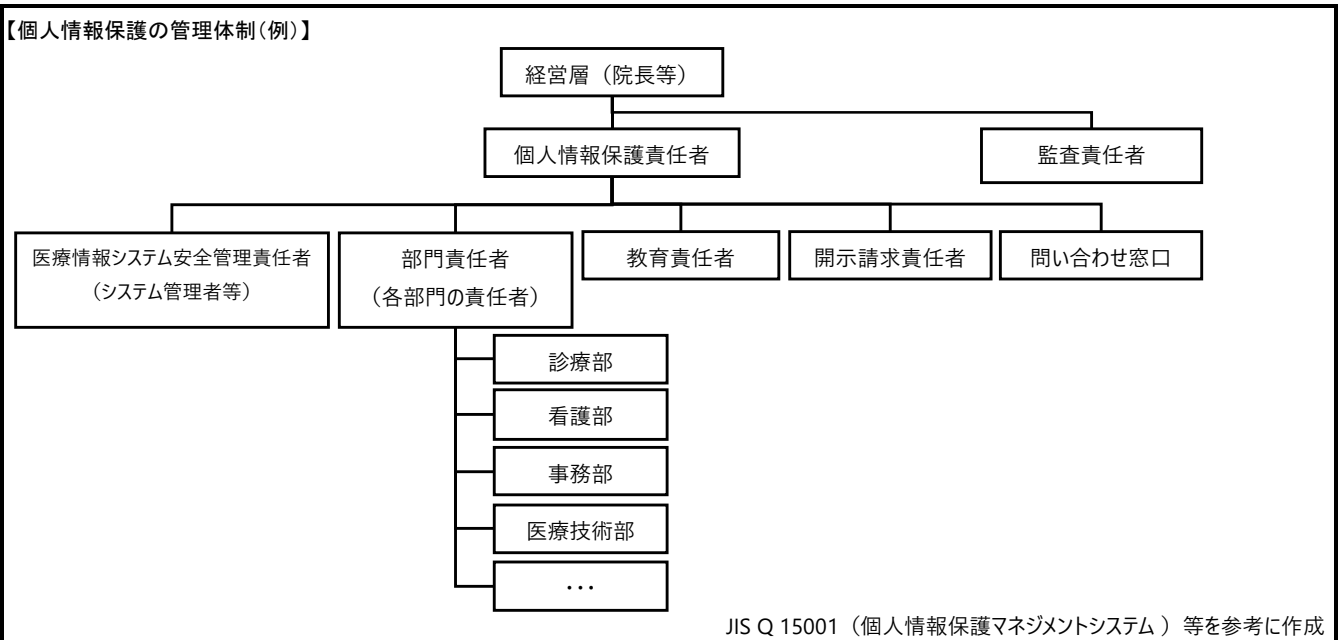 【個人情報保護の管理体制（例）】
経営層（院長等）
個人情報保護責任者
監査責任者
医療情報システム安全管理責任者
（システム管理者等）
部門責任者
（各部門の責任者）
教育責任者
開示請求責任者
問い合わせ窓口
診療部
看護部
事務部
医療技術部
･･･
JIS Q 15001（個人情報保護マネジメントシステム ）等を参考に作成